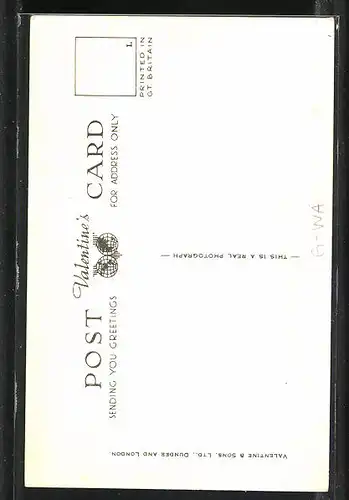 Valentine's
POST CARD
SENDING YOU GREETINGS
FOR ADDRESS ONLY
1.
PRINTED IN
GT. BRITAIN
— THIS IS A REAL PHOTOGRAPH —
VALENTINE & SONS, LTD., DUNDEE AND LONDON.
G-WA